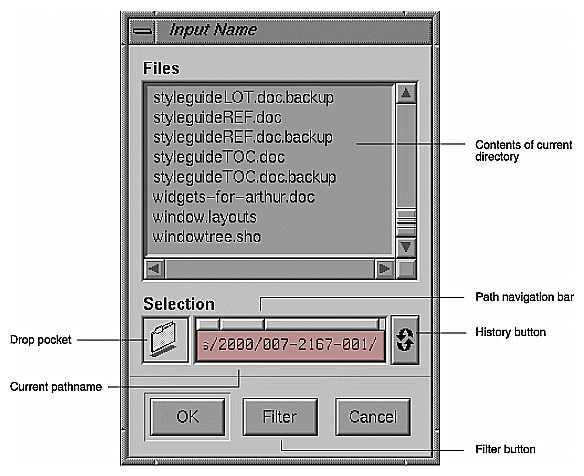 Input Name
Files
styleguideLOT.doc.backup
styleguideREF.doc
styleguideREF.doc.backup
styleguideTOC.doc
styleguideTOC.doc.backup
widgets-for-arthur.doc
window.layouts
windowtree.sho
Contents of current
directory
Selection
Path navigation bar
Drop pocket
s/2000/007-2167-001/
History button
Current pathname
OK
Filter
Cancel
Filter button